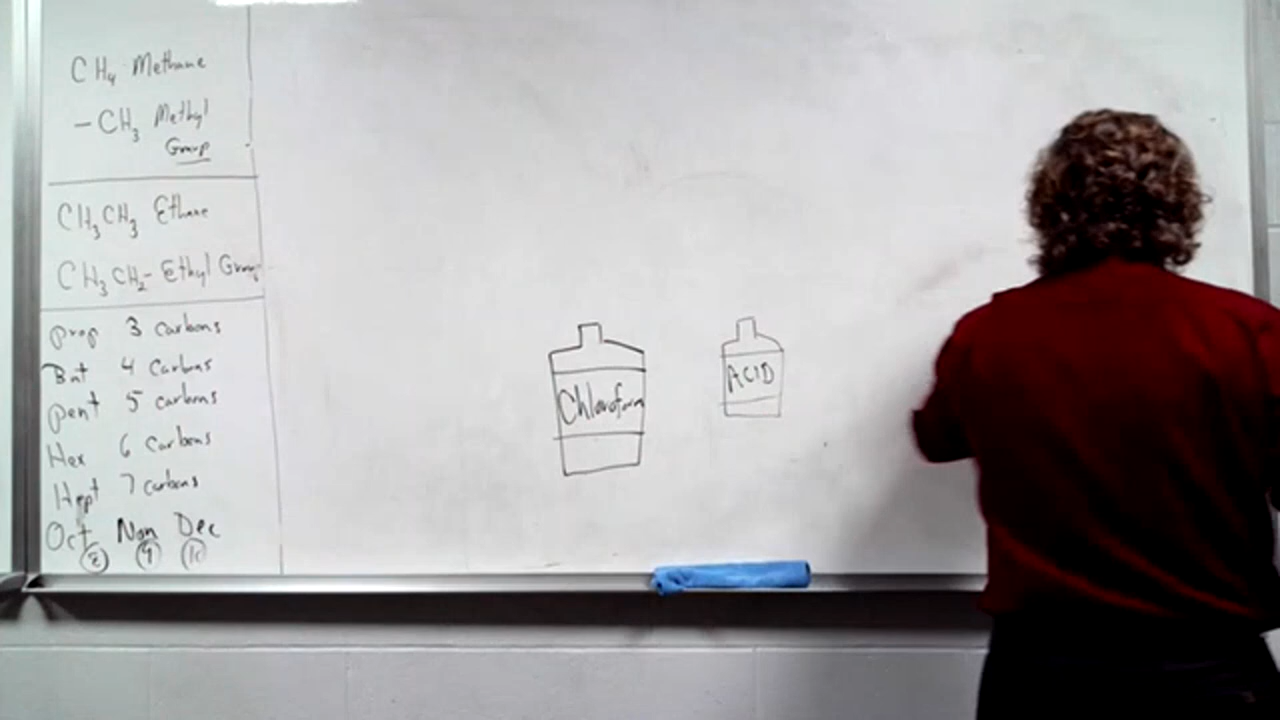 CH4 Methane
-CH3 Methyl
Group
CH3CH3 Ethane
CH3CH2- Ethyl Group
Prop 3 carbons
But 4 carbons
Pent 5 carbons
Hex 6 carbons
Hept 7 carbons
Oct Non Dec
8 9 10
Chloroform
ACID